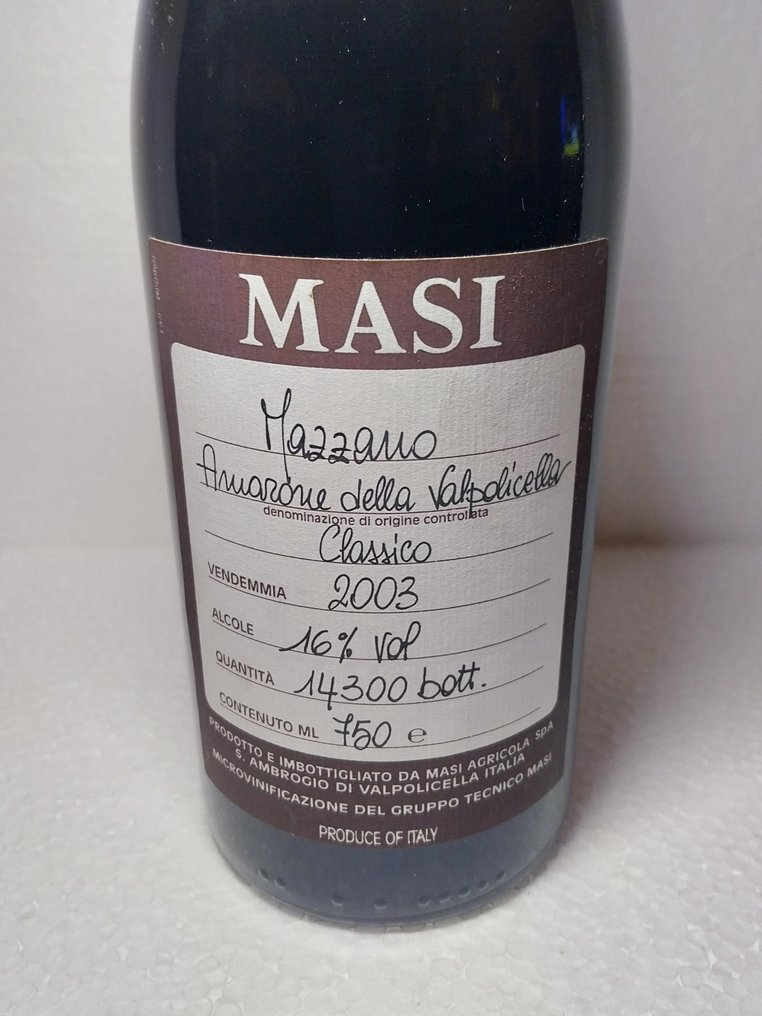 MASI
Mazzano
Amarone della Valpolicella
denominazione di origine controllata
Classico
VENDEMMIA 2003
ALCOLE 16% vol
QUANTITÀ 14300 bott.
CONTENUTO ML 750 e
PRODOTTO E IMBOTTIGLIATO DA MASI AGRICOLA SpA
S. AMBROGIO DI VALPOLICELLA ITALIA
MICROVINIFICAZIONE DEL GRUPPO TECNICO MASI
PRODUCE OF ITALY